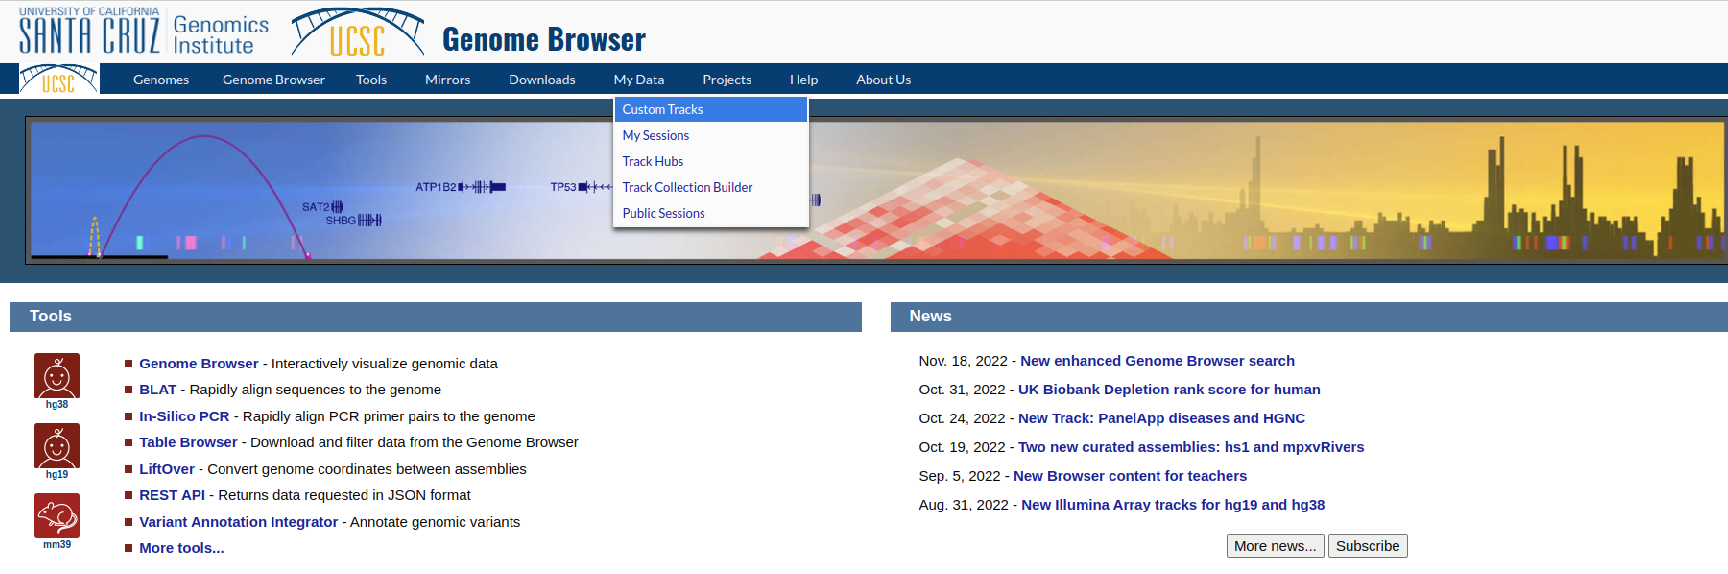 UNIVERSITY OF CALIFORNIA
SANTA CRUZ
Genomics
Institute
UCSC
Genome Browser
UCSC
Genomes Genome Browser Tools Mirrors Downloads My Data Projects Help About Us
Custom Tracks
My Sessions
Track Hubs
Track Collection Builder
Public Sessions
ATP1B2
TP53
SAT2
SHBG
Tools
hg38
hg19
mm39
Genome Browser - Interactively visualize genomic data
BLAT - Rapidly align sequences to the genome
In-Silico PCR - Rapidly align PCR primer pairs to the genome
Table Browser - Download and filter data from the Genome Browser
LiftOver - Convert genome coordinates between assemblies
REST API - Returns data requested in JSON format
Variant Annotation Integrator - Annotate genomic variants
More tools...
News
Nov. 18, 2022 - New enhanced Genome Browser search
Oct. 31, 2022 - UK Biobank Depletion rank score for human
Oct. 24, 2022 - New Track: PanelApp diseases and HGNC
Oct. 19, 2022 - Two new curated assemblies: hs1 and mpxvRivers
Sep. 5, 2022 - New Browser content for teachers
Aug. 31, 2022 - New Illumina Array tracks for hg19 and hg38
More news... Subscribe